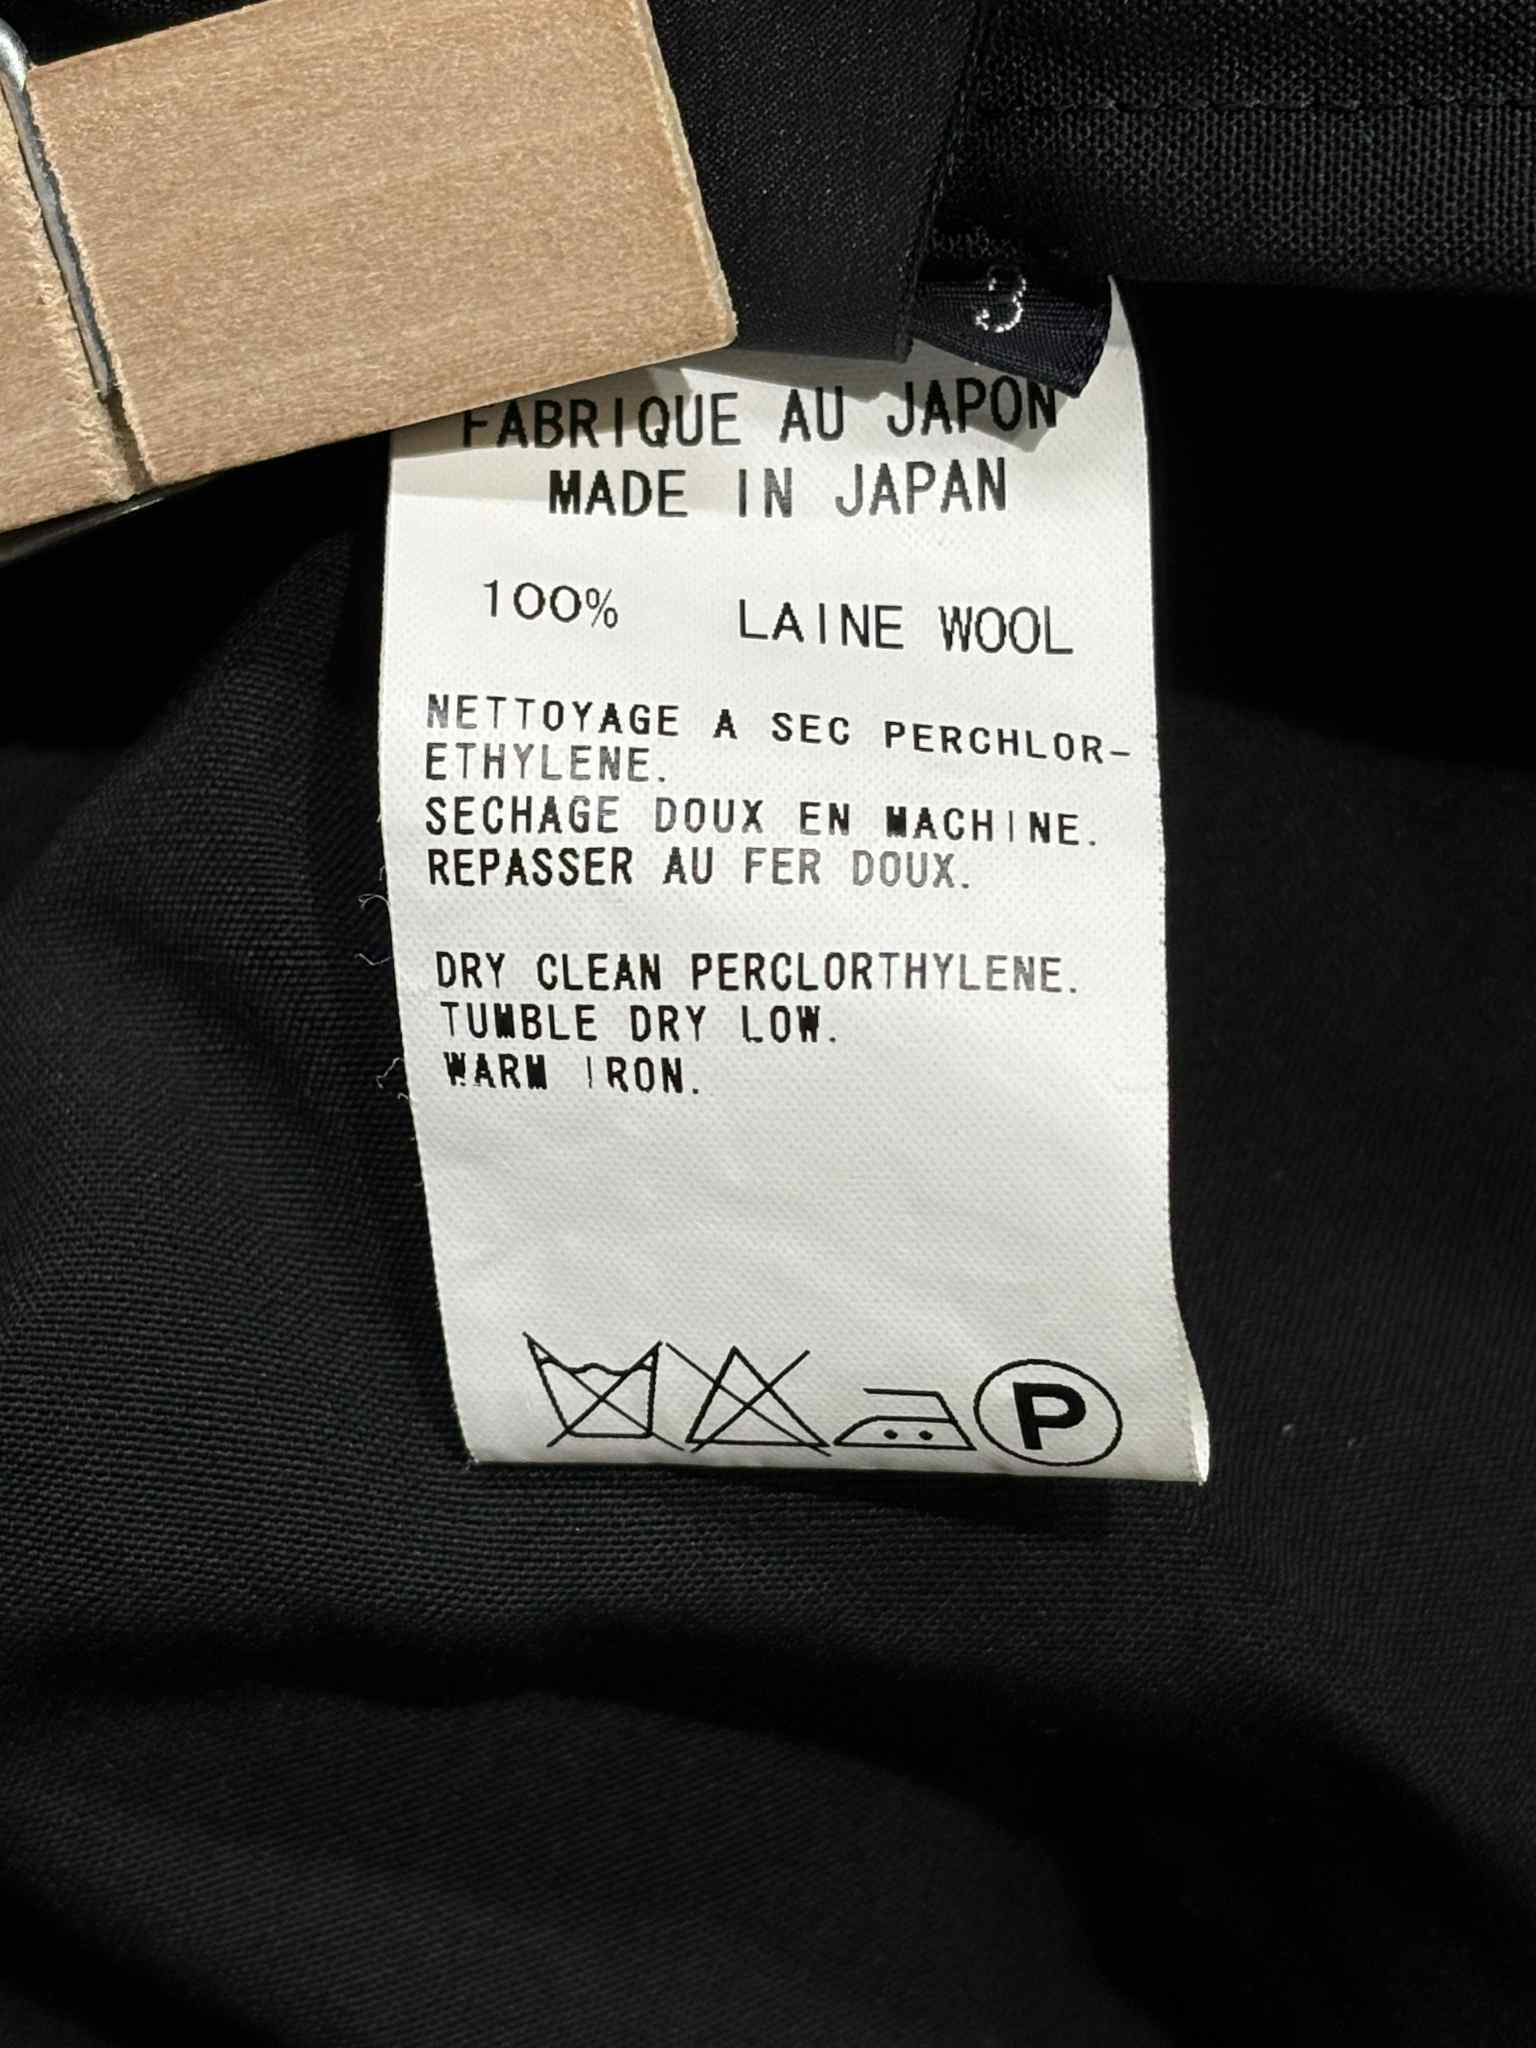 3
FABRIQUE AU JAPON
MADE IN JAPAN
100% LAINE WOOL
NETTOYAGE A SEC PERCHLOR-
ETHYLENE.
SECHAGE DOUX EN MACHINE.
REPASSER AU FER DOUX.
DRY CLEAN PERCLORTHYLENE.
TUMBLE DRY LOW.
WARM IRON.
P